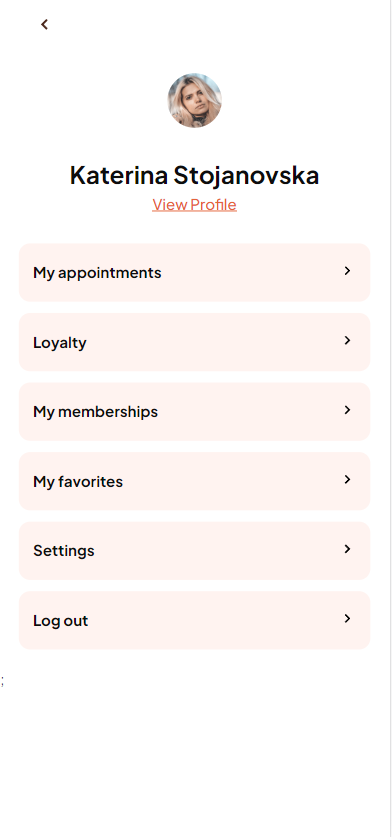 Katerina Stojanovska
View Profile
My appointments
Loyalty
My memberships
My favorites
Settings
Log out
;